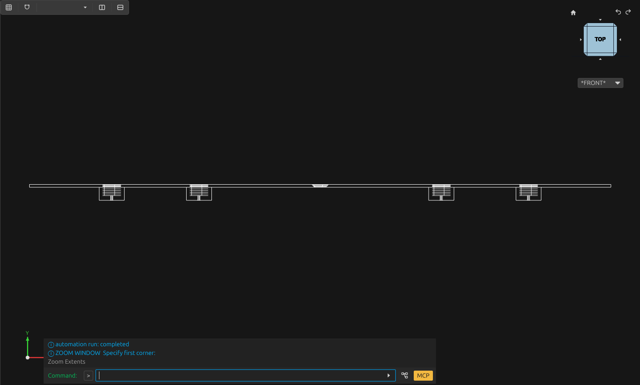 TOP
*FRONT*
Y
automation run: completed
ZOOM WINDOW Specify first corner:
Zoom Extents
Command: >
MCP